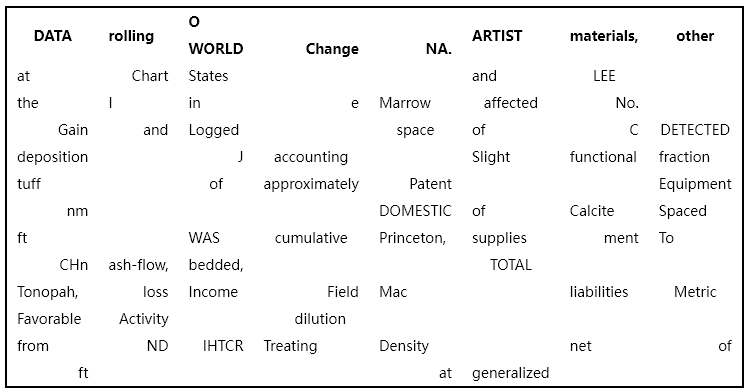 DATA rolling O WORLD Change NA. ARTIST materials, other
at Chart States and LEE
the I in e Marrow affected No.
Gain and Logged space of C DETECTED
deposition J accounting Slight functional fraction
tuff of approximately Patent Equipment
nm DOMESTIC of Calcite Spaced
ft WAS cumulative Princeton, supplies ment To
CHn ash-flow, bedded, TOTAL
Tonopah, loss Income Field Mac liabilities Metric
Favorable Activity dilution
from ND IHTCR Treating Density net of
ft at generalized